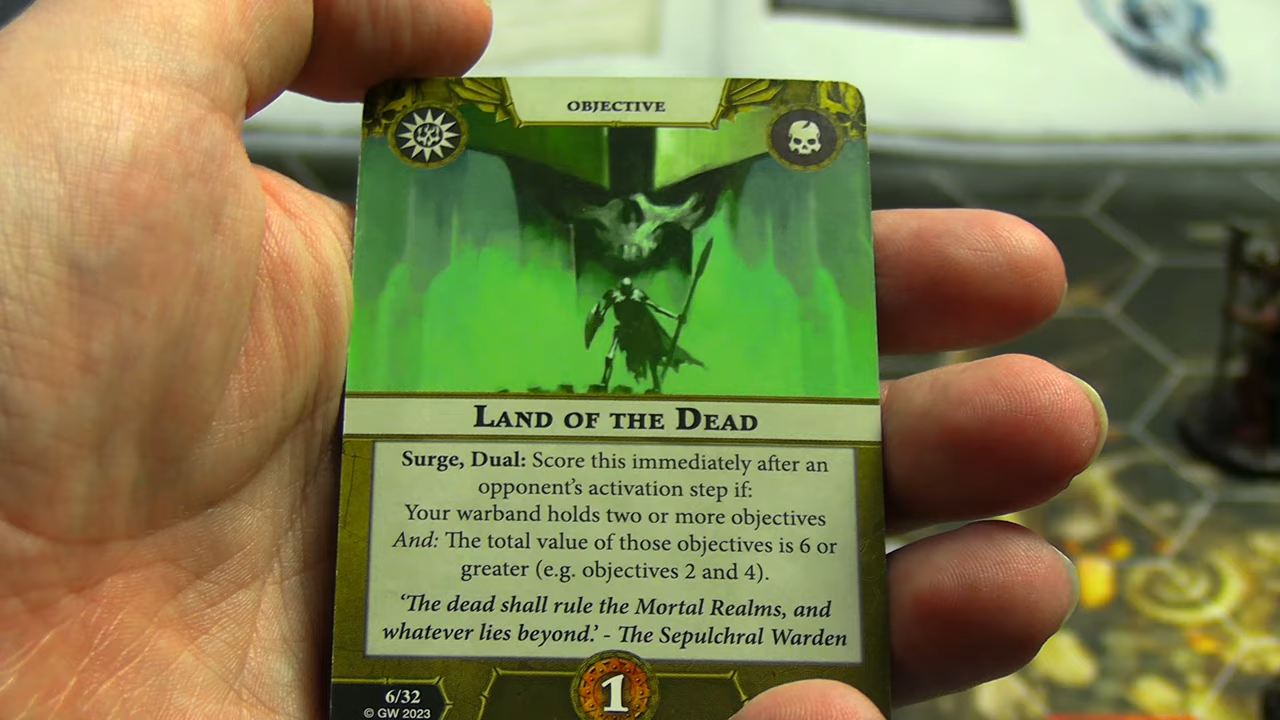 OBJECTIVE
LAND OF THE DEAD
Surge, Dual: Score this immediately after an
opponent's activation step if:
Your warband holds two or more objectives
And: The total value of those objectives is 6 or
greater (e.g. objectives 2 and 4).
'The dead shall rule the Mortal Realms, and
whatever lies beyond.' - The Sepulchral Warden
1
6/32
© GW 2023